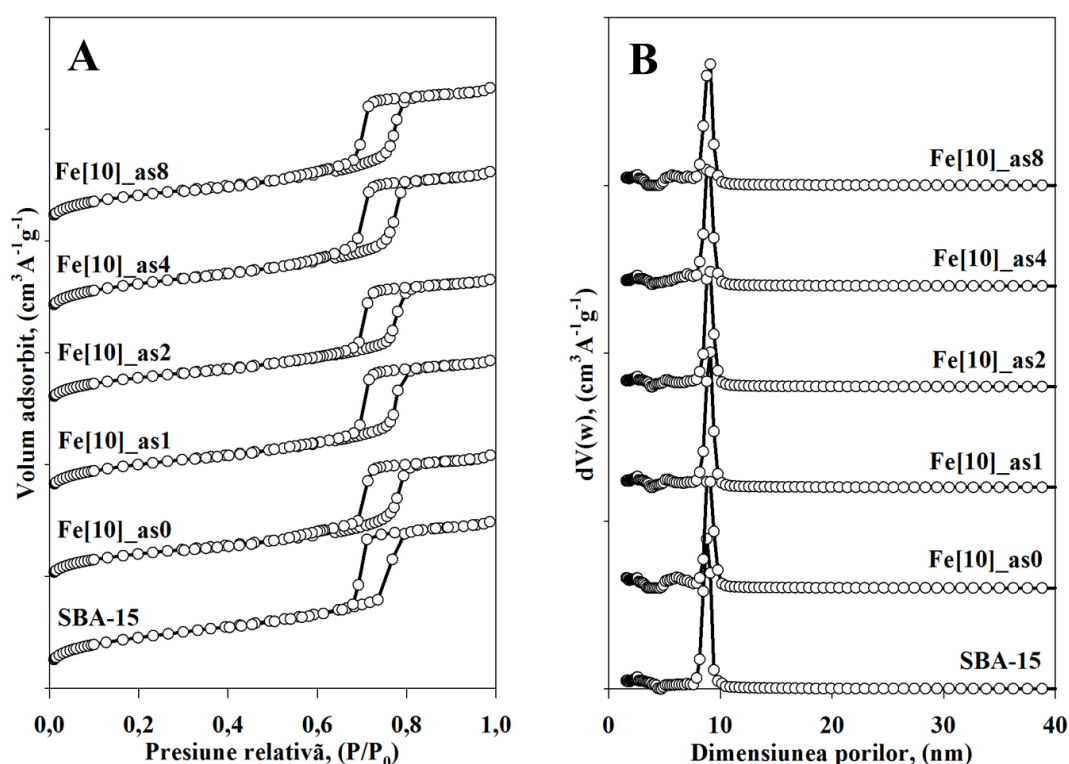 A
Volum adsorbit, (cm³ A⁻¹g⁻¹)
Fe[10]_as8
Fe[10]_as4
Fe[10]_as2
Fe[10]_as1
Fe[10]_as0
SBA-15
0,0 0,2 0,4 0,6 0,8 1,0
Presiune relativã, (P/P₀)
B
dV(w), (cm³ A⁻¹g⁻¹)
Fe[10]_as8
Fe[10]_as4
Fe[10]_as2
Fe[10]_as1
Fe[10]_as0
SBA-15
0 10 20 30 40
Dimensiunea porilor, (nm)